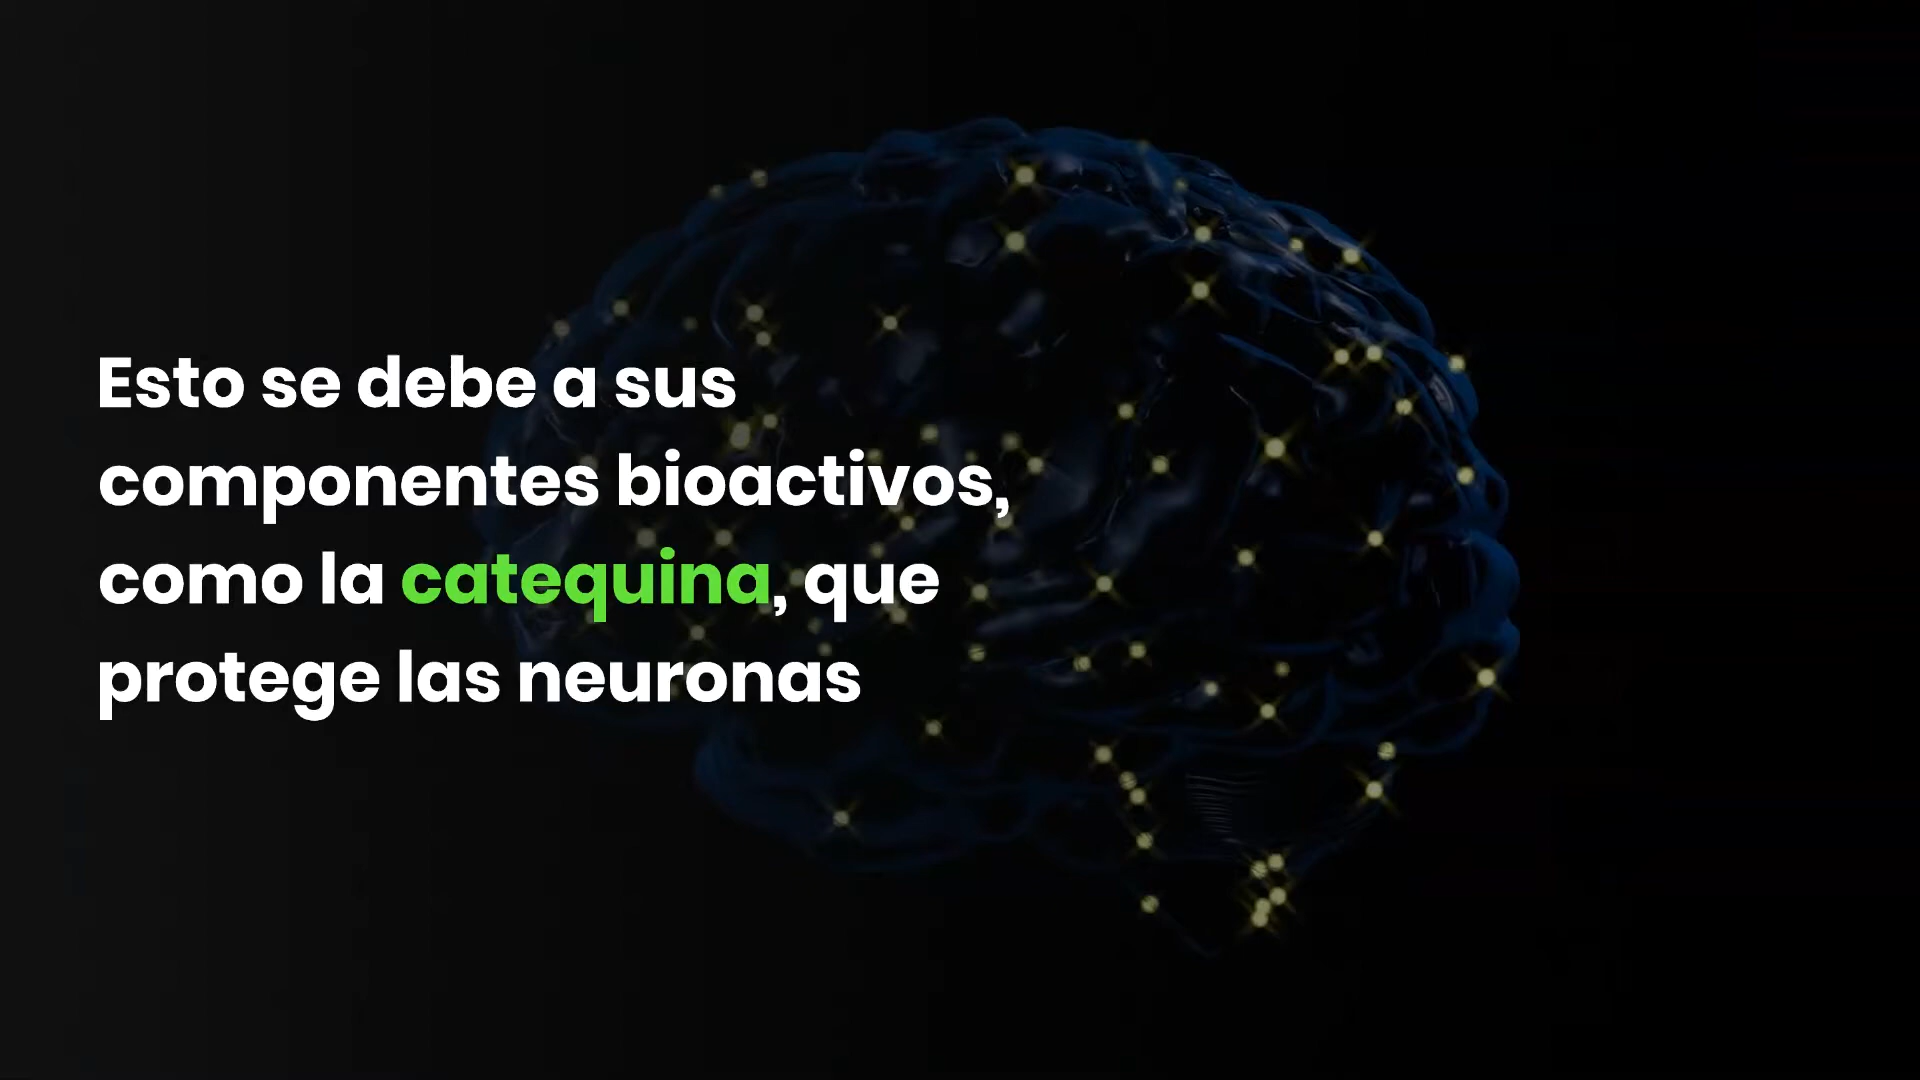 Esto se debe a sus
componentes bioactivos,
como la catequina, que
protege las neuronas